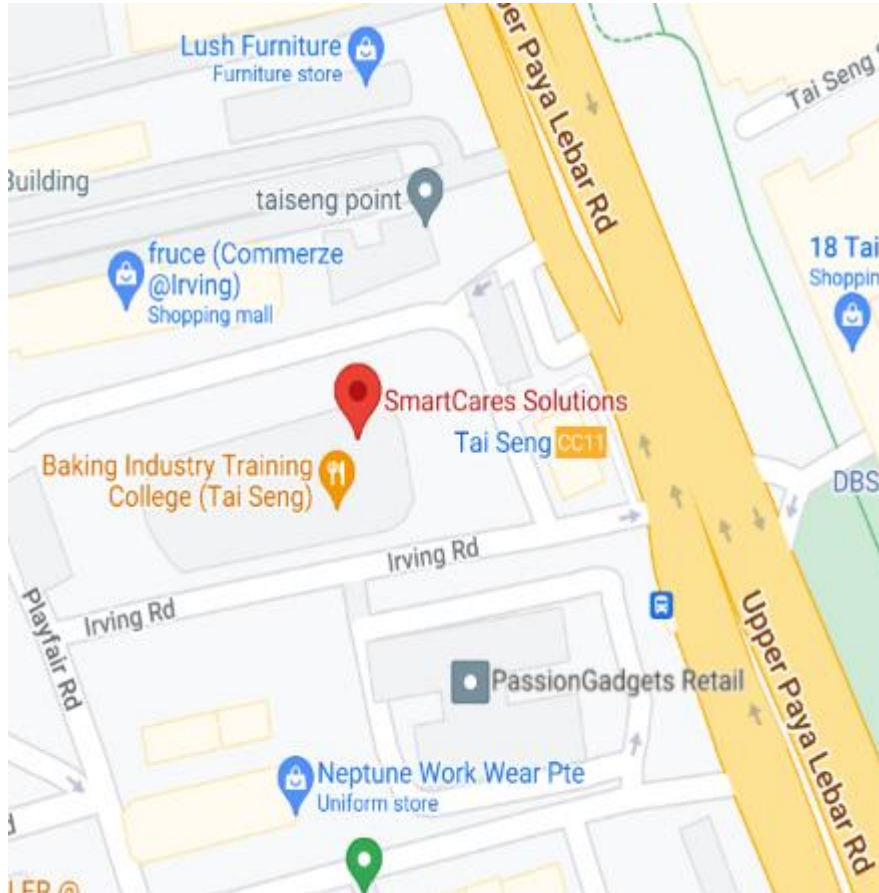 Upper Paya Lebar Rd
Lush Furniture
Furniture store
Tai Seng
Building
taiseng point
fruce (Commerze
@Irving)
Shopping mall
18 Tai
Shoppin
SmartCares Solutions
Tai Seng CC11
Baking Industry Training
College (Tai Seng)
DBS
Irving Rd
Irving Rd
Playfair Rd
Upper Paya Lebar Rd
PassionGadgets Retail
Neptune Work Wear Pte
Uniform store